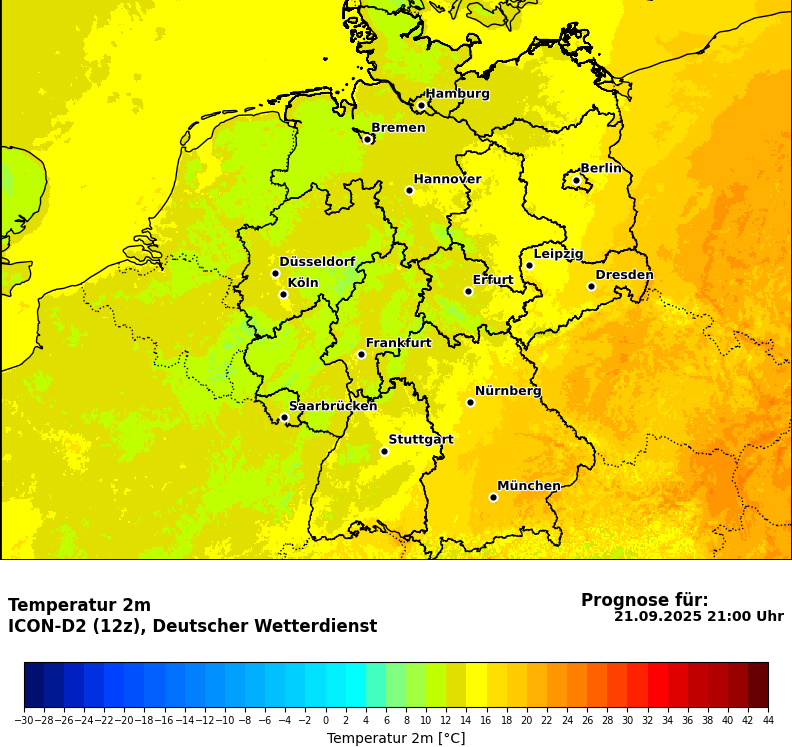 Hamburg
Bremen
Berlin
Hannover
Leipzig
Düsseldorf
Dresden
Köln
Erfurt
Frankfurt
Nürnberg
Saarbrücken
Stuttgart
München
Temperatur 2m
Prognose für:
ICON-D2 (12z), Deutscher Wetterdienst
21.09.2025 21:00 Uhr
−30 −28 −26 −24 −22 −20 −18 −16 −14 −12 −10 −8 −6 −4 −2 0 2 4 6 8 10 12 14 16 18 20 22 24 26 28 30 32 34 36 38 40 42 44
Temperatur 2m [°C]